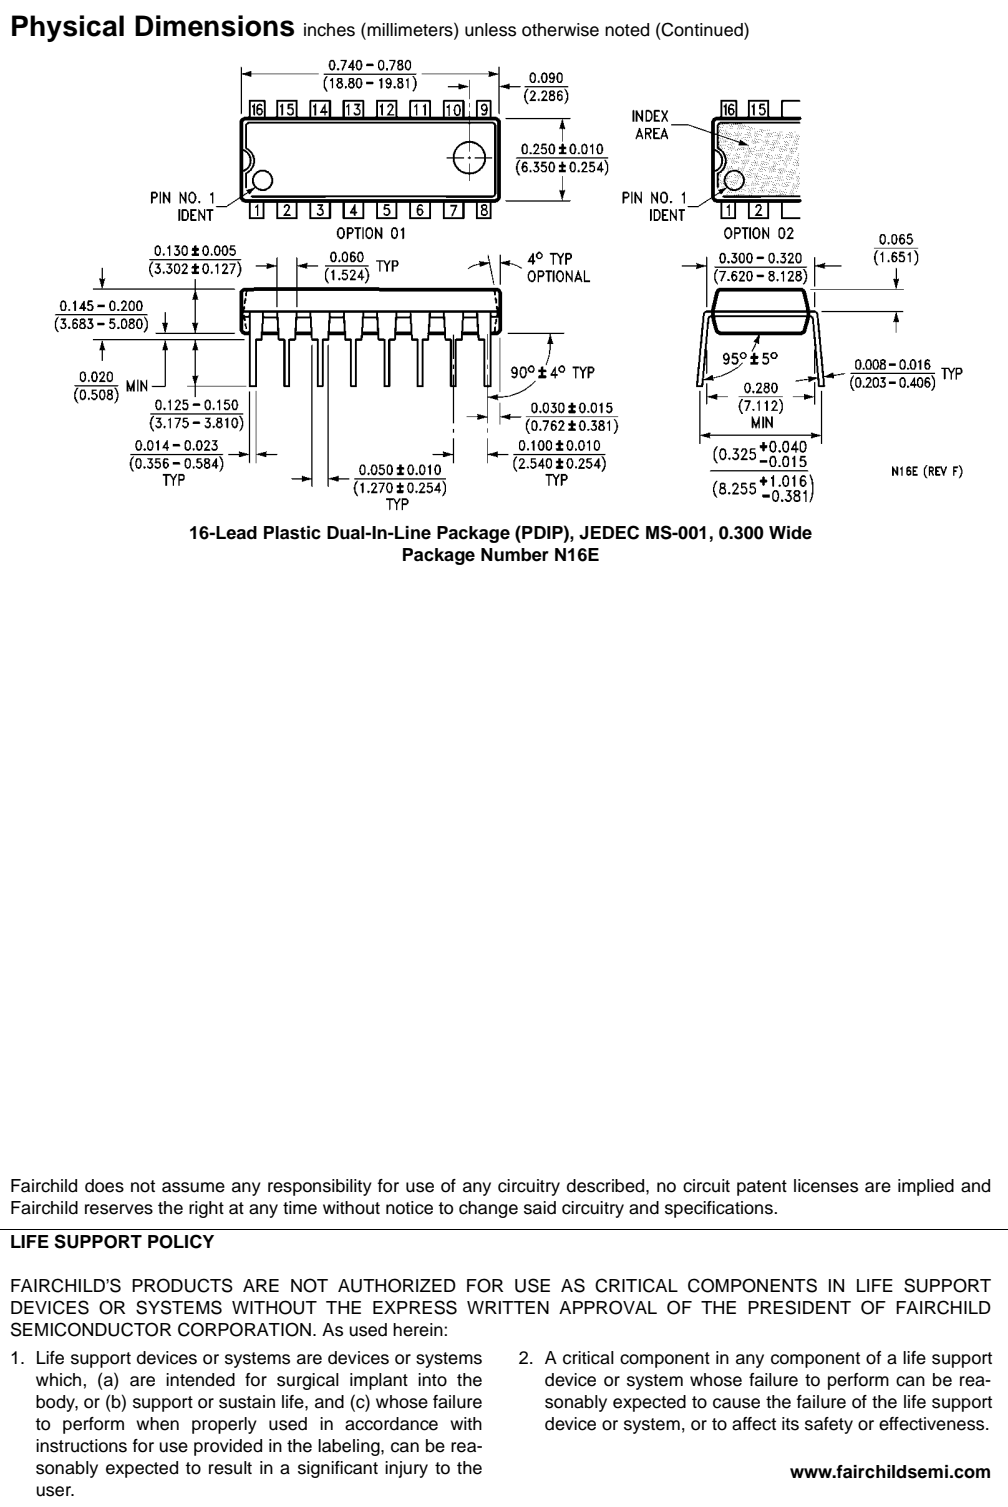 Physical Dimensions inches (millimeters) unless otherwise noted (Continued)
0.740 – 0.780
(18.80 – 19.81)
0.090
(2.286)
16 15 14 13 12 11 10 9
0.250 ± 0.010
(6.350 ± 0.254)
PIN NO. 1
IDENT
1 2 3 4 5 6 7 8
OPTION 01
INDEX
AREA
16 15
PIN NO. 1
IDENT
1 2
OPTION 02
0.130 ± 0.005
(3.302 ± 0.127)
0.060
(1.524)
TYP
4° TYP
OPTIONAL
0.145 – 0.200
(3.683 – 5.080)
0.020
(0.508)
MIN
0.125 – 0.150
(3.175 – 3.810)
0.014 – 0.023
(0.356 – 0.584)
TYP
0.050 ± 0.010
(1.270 ± 0.254)
TYP
90° ± 4° TYP
0.030 ± 0.015
(0.762 ± 0.381)
0.100 ± 0.010
(2.540 ± 0.254)
TYP
0.300 – 0.320
(7.620 – 8.128)
0.065
(1.651)
95° ± 5°
0.008 – 0.016
(0.203 – 0.406)
TYP
0.280
(7.112)
MIN
(0.325 +0.040
–0.015
(8.255 +1.016
–0.381)
N16E (REV F)
16-Lead Plastic Dual-In-Line Package (PDIP), JEDEC MS-001, 0.300 Wide
Package Number N16E
Fairchild does not assume any responsibility for use of any circuitry described, no circuit patent licenses are implied and
Fairchild reserves the right at any time without notice to change said circuitry and specifications.
LIFE SUPPORT POLICY
FAIRCHILD'S PRODUCTS ARE NOT AUTHORIZED FOR USE AS CRITICAL COMPONENTS IN LIFE SUPPORT
DEVICES OR SYSTEMS WITHOUT THE EXPRESS WRITTEN APPROVAL OF THE PRESIDENT OF FAIRCHILD
SEMICONDUCTOR CORPORATION. As used herein:
1. Life support devices or systems are devices or systems
which, (a) are intended for surgical implant into the
body, or (b) support or sustain life, and (c) whose failure
to perform when properly used in accordance with
instructions for use provided in the labeling, can be rea-
sonably expected to result in a significant injury to the
user.
2. A critical component in any component of a life support
device or system whose failure to perform can be rea-
sonably expected to cause the failure of the life support
device or system, or to affect its safety or effectiveness.
www.fairchildsemi.com